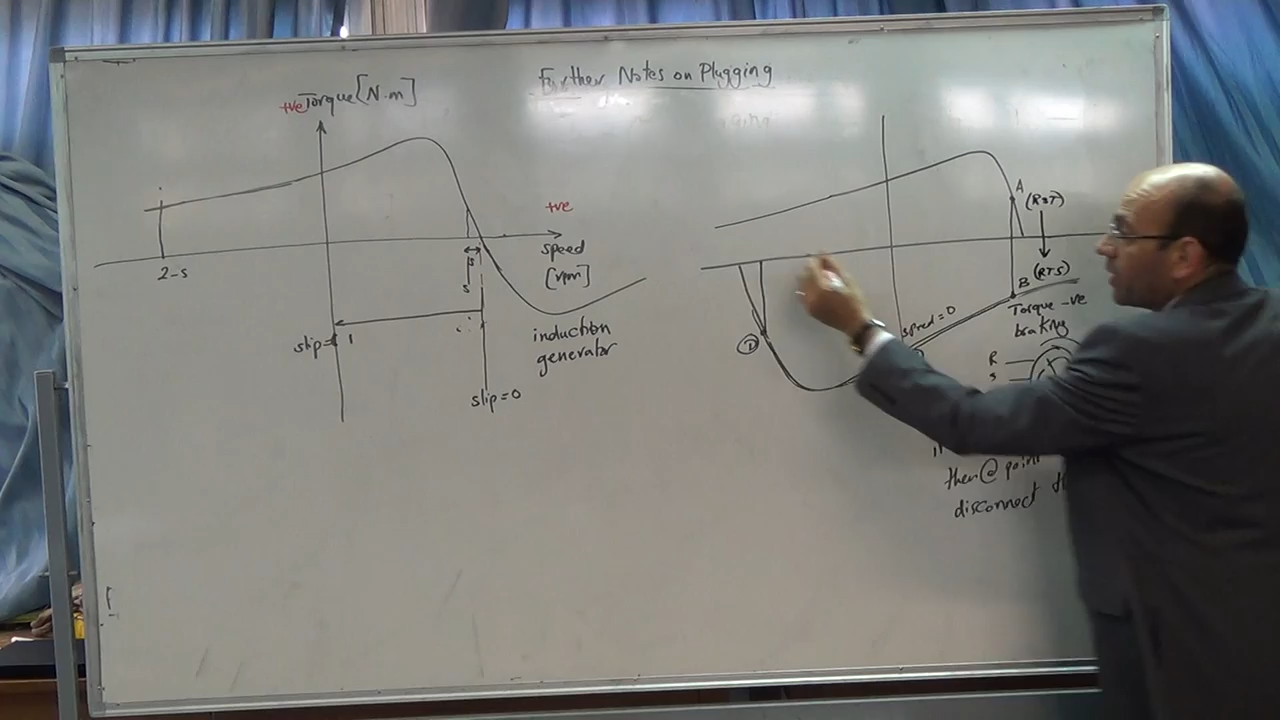 Further Notes on Plugging
+ve Torque [N.m]
+ve
speed
[rpm]
s
2-s
slip=
1
induction
generator
slip=0
A
(RST)
B (RTS)
Torque -ve
braking
speed=0
D
R
S
then @ point
disconnect